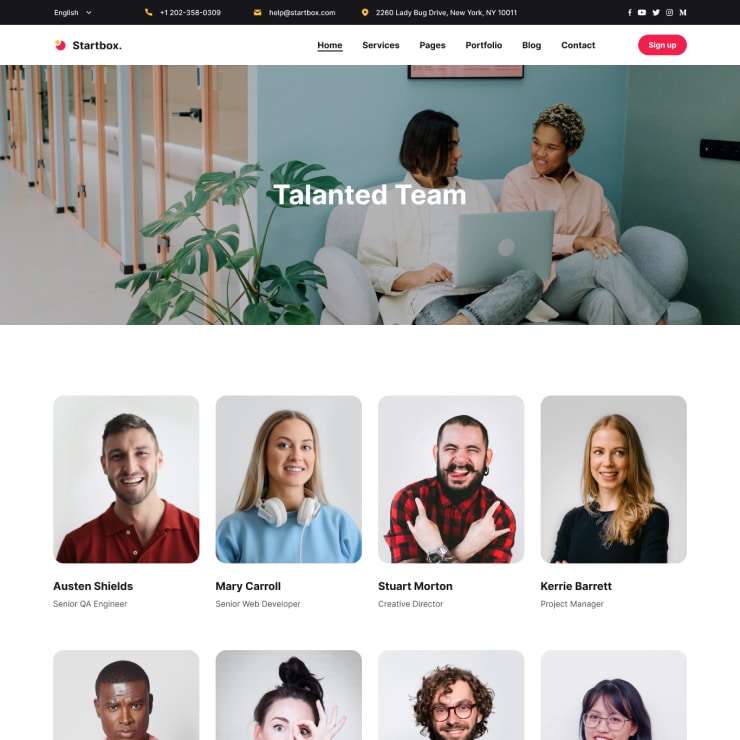 English
+1 202-358-0309
help@startbox.com
2260 Lady Bug Drive, New York, NY 10011
Startbox.
Home
Services
Pages
Portfolio
Blog
Contact
Sign up
Talanted Team
Austen Shields
Senior QA Engineer
Mary Carroll
Senior Web Developer
Stuart Morton
Creative Director
Kerrie Barrett
Project Manager